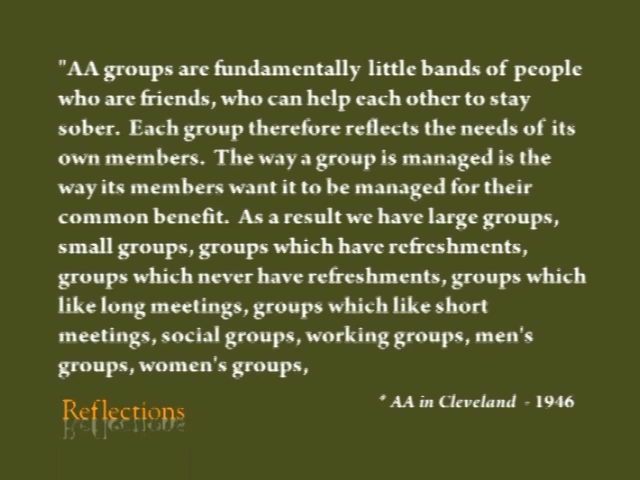 "AA groups are fundamentally little bands of people
who are friends, who can help each other to stay
sober. Each group therefore reflects the needs of its
own members. The way a group is managed is the
way its members want it to be managed for their
common benefit. As a result we have large groups,
small groups, groups which have refreshments,
groups which never have refreshments, groups which
like long meetings, groups which like short
meetings, social groups, working groups, men's
groups, women's groups,
* AA in Cleveland - 1946
Reflections